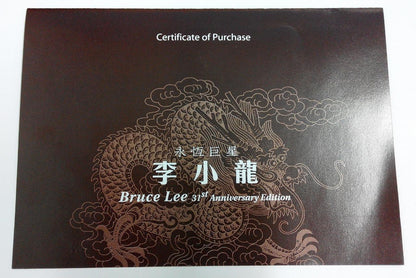 Certificate of Purchase
永恆巨星
李小龍
Bruce Lee 31st Anniversary Edition